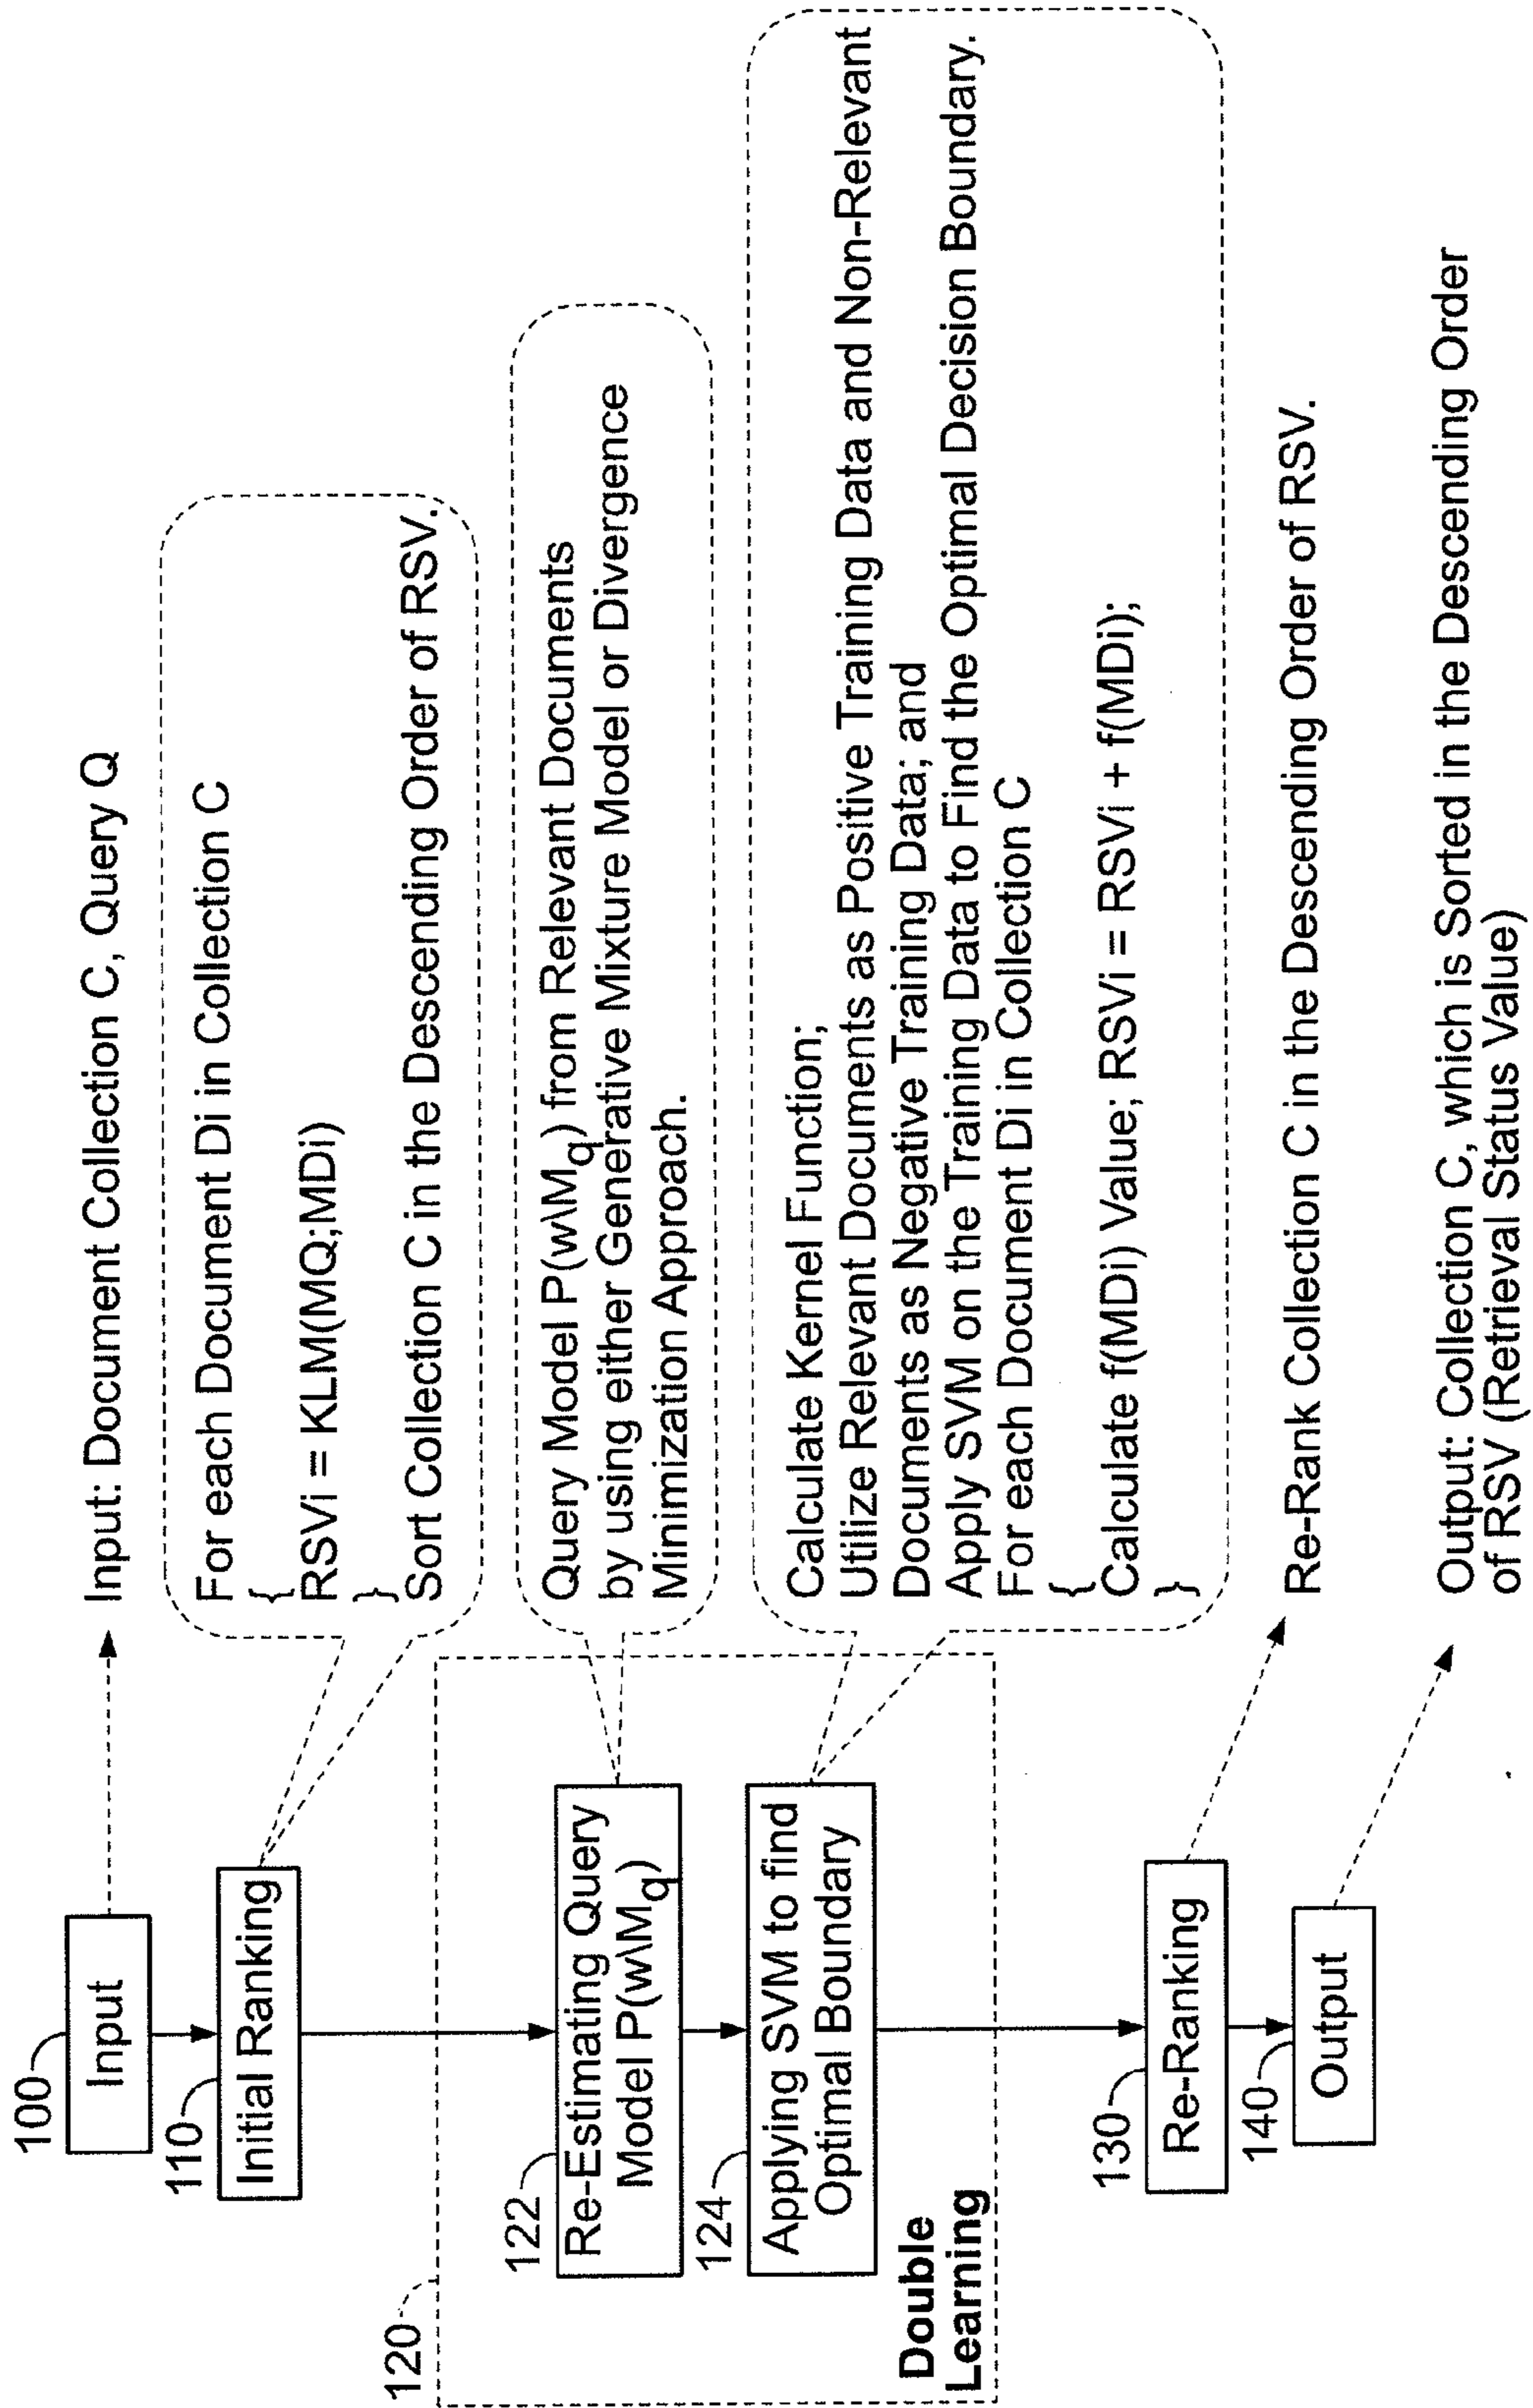 100
Input
Input: Document Collection C, Query Q
110
Initial Ranking
For each Document Di in Collection C
{
RSVi = KLM(MQ;MDi)
}
Sort Collection C in the Descending Order of RSV.
120
Double
Learning
122
Re-Estimating Query
Model P(w\Mq)
Query Model P(w\Mq) from Relevant Documents
by using either Generative Mixture Model or Divergence
Minimization Approach.
124
Applying SVM to find
Optimal Boundary
Calculate Kernel Function;
Utilize Relevant Documents as Positive Training Data and Non-Relevant
Documents as Negative Training Data; and
Apply SVM on the Training Data to Find the Optimal Decision Boundary.
For each Document Di in Collection C
{
Calculate f(MDi) Value; RSVi = RSVi + f(MDi);
}
130
Re-Ranking
Re-Rank Collection C in the Descending Order of RSV.
140
Output
Output: Collection C, which is Sorted in the Descending Order
of RSV (Retrieval Status Value)